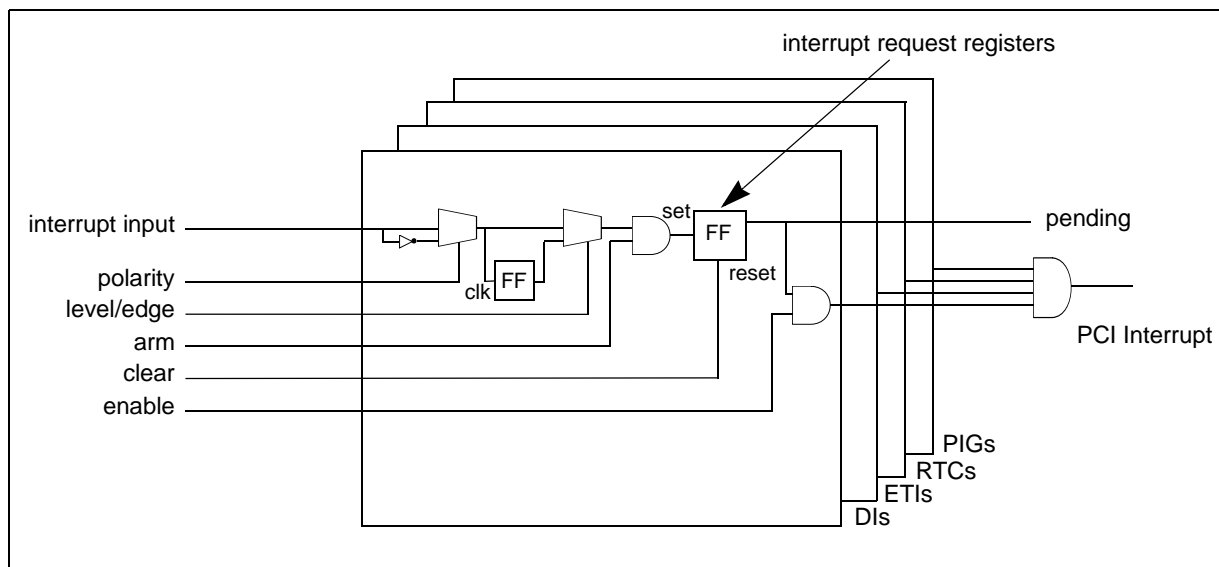 interrupt request registers
interrupt input
set
FF
pending
polarity
clk
FF
reset
level/edge
arm
PCI Interrupt
clear
enable
PIGs
RTCs
ETIs
DIs